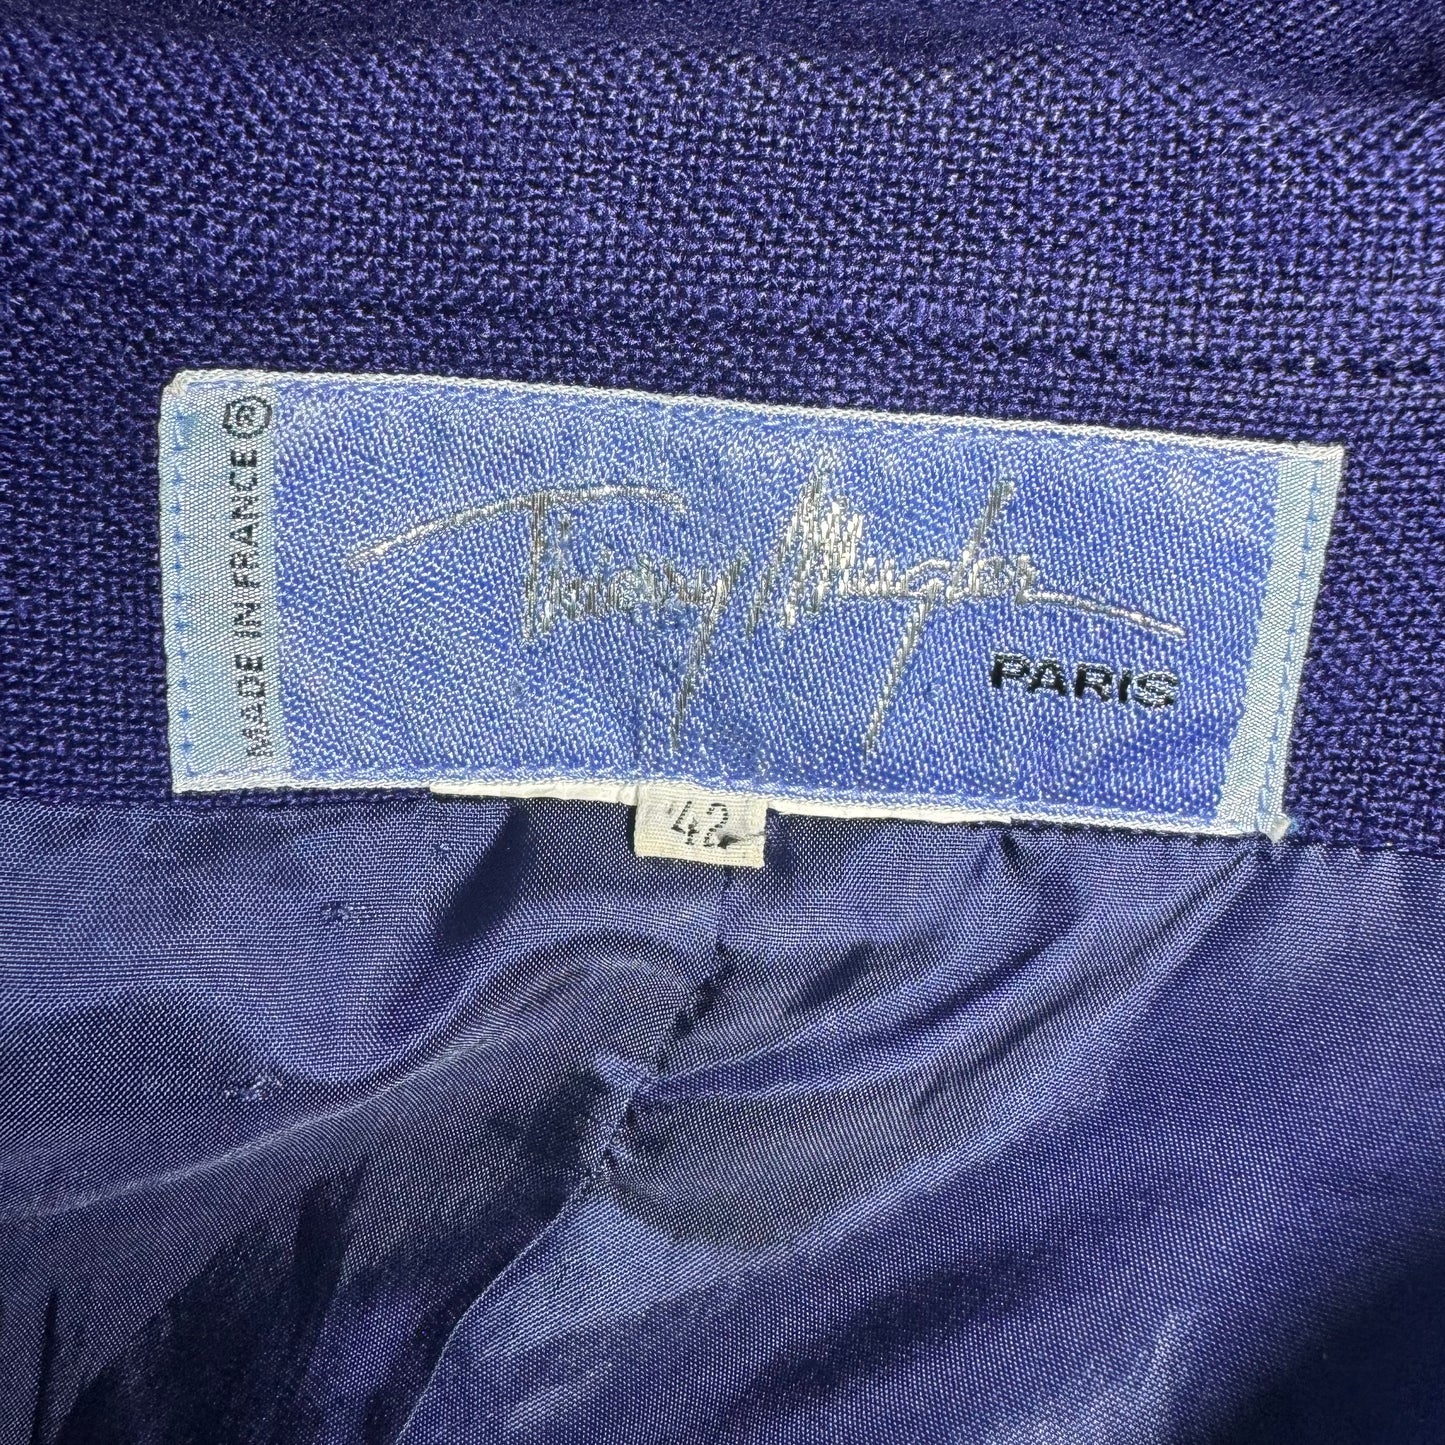 MADE IN FRANCE ®
Thierry Mugler
PARIS
42